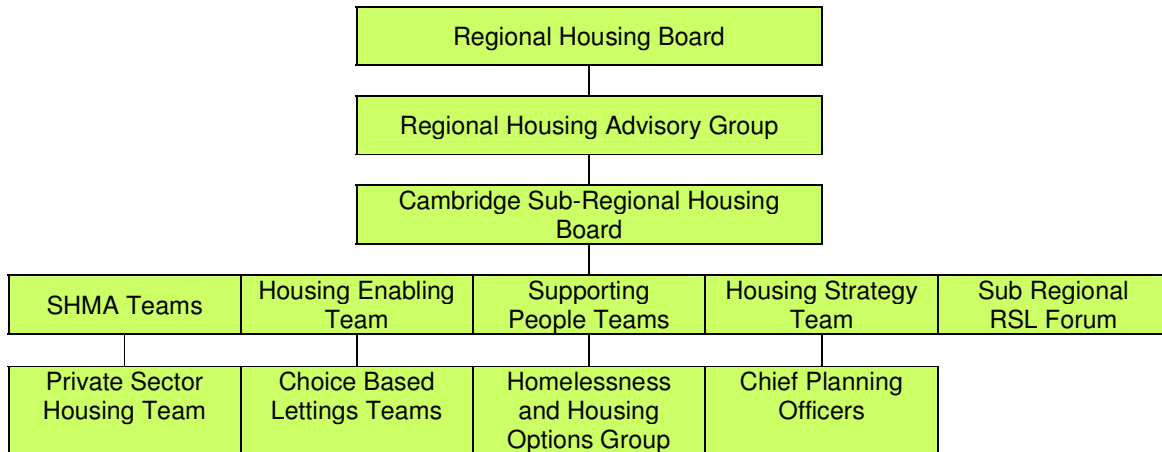 Regional Housing Board
Regional Housing Advisory Group
Cambridge Sub-Regional Housing
Board
SHMA Teams
Housing Enabling
Team
Supporting
People Teams
Housing Strategy
Team
Sub Regional
RSL Forum
Private Sector
Housing Team
Choice Based
Lettings Teams
Homelessness
and Housing
Options Group
Chief Planning
Officers